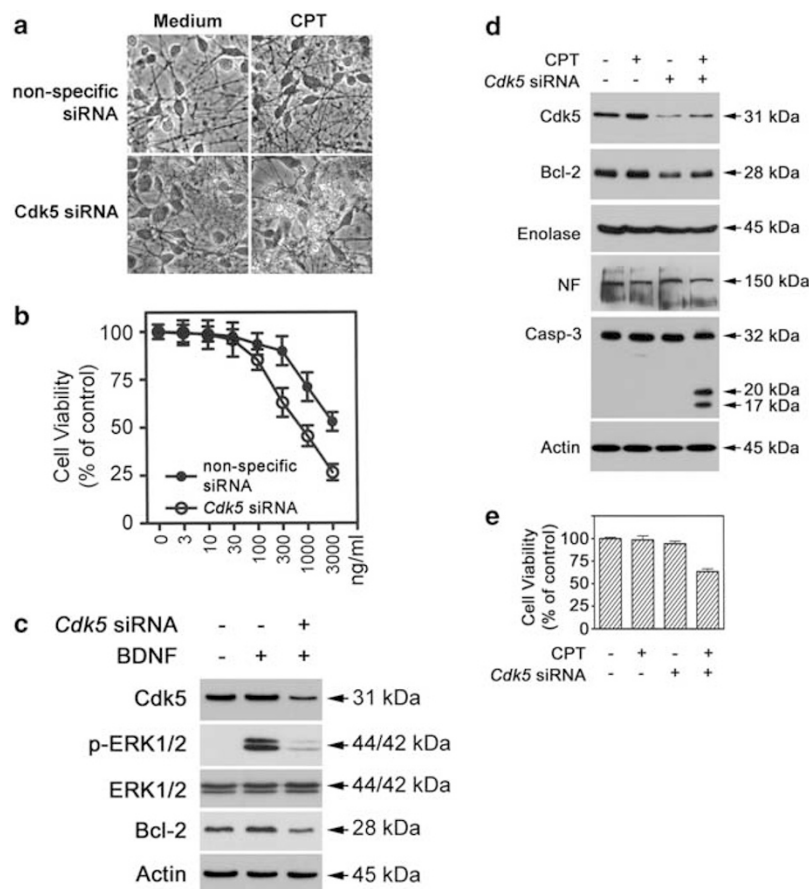 a
Medium CPT
non-specific
siRNA
Cdk5 siRNA
b
Cell Viability
(% of control)
100
75
50
25
0
non-specific
siRNA
Cdk5 siRNA
0 3 10 30 100 300 1000 3000 ng/ml
c
Cdk5 siRNA - - +
BDNF - + +
Cdk5 31 kDa
p-ERK1/2 44/42 kDa
ERK1/2 44/42 kDa
Bcl-2 28 kDa
Actin 45 kDa
d
CPT - + - +
Cdk5 siRNA - - + +
Cdk5 31 kDa
Bcl-2 28 kDa
Enolase 45 kDa
NF 150 kDa
Casp-3 32 kDa
20 kDa
17 kDa
Actin 45 kDa
e
Cell Viability
(% of control)
100
75
50
25
0
CPT - + - +
Cdk5 siRNA - - + +